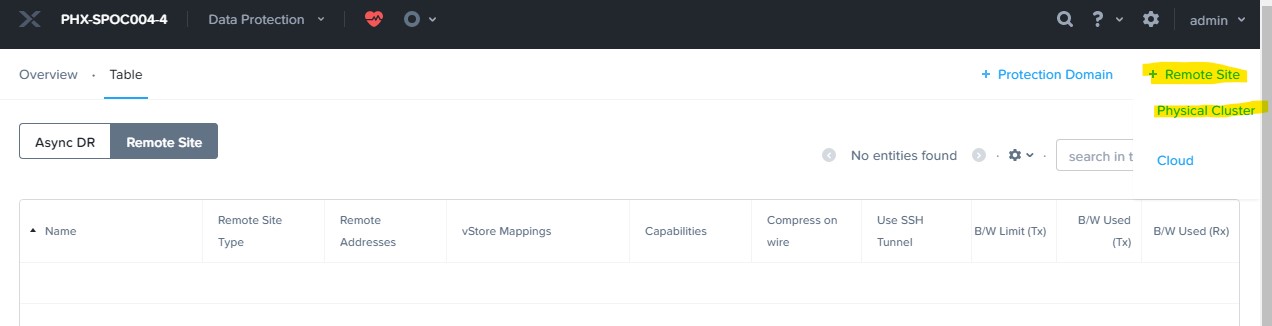 PHX-SPOC004-4 Data Protection ? admin
Overview · Table + Protection Domain + Remote Site
Physical Cluster
Async DR Remote Site
No entities found · · search in t
Cloud
Name
Remote Site
Type
Remote
Addresses
vStore Mappings
Capabilities
Compress on
wire
Use SSH
Tunnel
B/W Limit (Tx)
B/W Used
(Tx)
B/W Used (Rx)